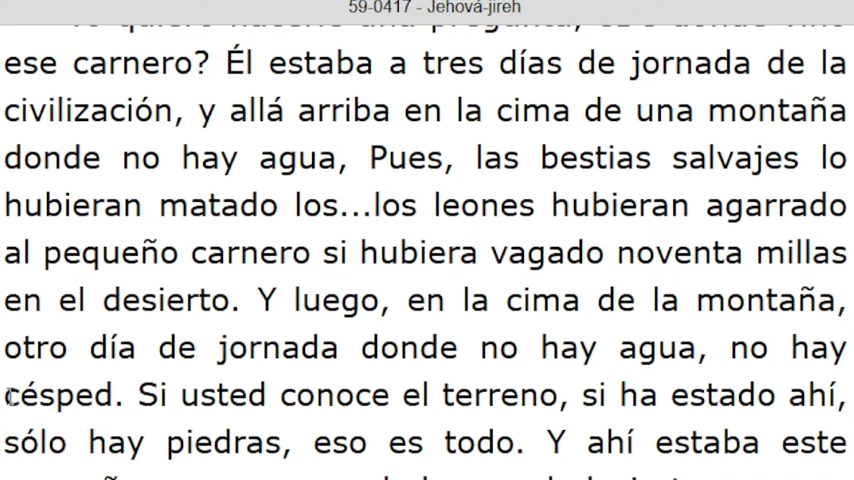 59-0417 - Jehová-jireh
ese carnero? Él estaba a tres días de jornada de la
civilización, y allá arriba en la cima de una montaña
donde no hay agua, Pues, las bestias salvajes lo
hubieran matado los...los leones hubieran agarrado
al pequeño carnero si hubiera vagado noventa millas
en el desierto. Y luego, en la cima de la montaña,
otro día de jornada donde no hay agua, no hay
césped. Si usted conoce el terreno, si ha estado ahí,
sólo hay piedras, eso es todo. Y ahí estaba este